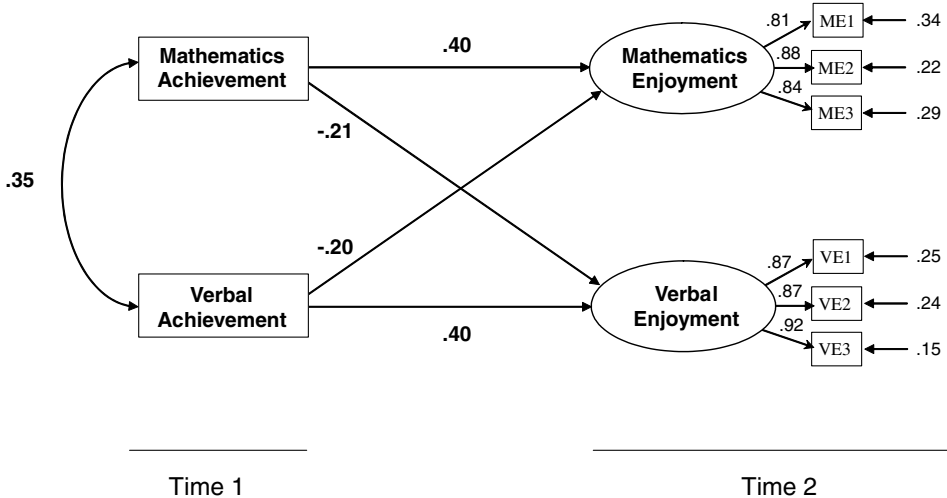 .81
ME1
.34
Mathematics
Achievement
.40
Mathematics
Enjoyment
.88
ME2
.22
.84
ME3
.29
-.21
.35
-.20
.87
VE1
.25
Verbal
Achievement
.40
Verbal
Enjoyment
.87
VE2
.24
.92
VE3
.15
Time 1
Time 2